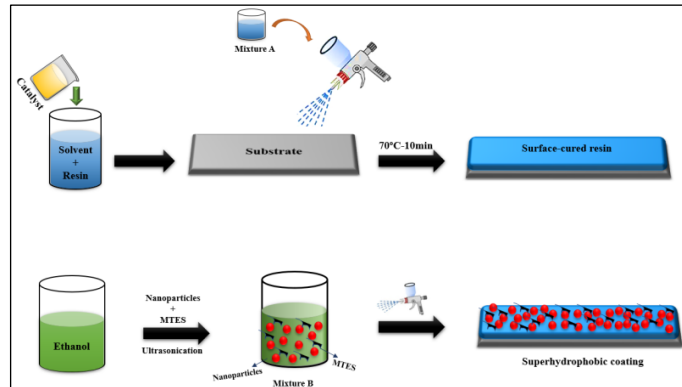 Mixture A
Catalyst
Solvent
+
Resin
Substrate
70°C-10min
Surface-cured resin
Ethanol
Nanoparticles
+
MTES
Ultrasonication
Nanoparticles
MTES
Mixture B
Superhydrophobic coating